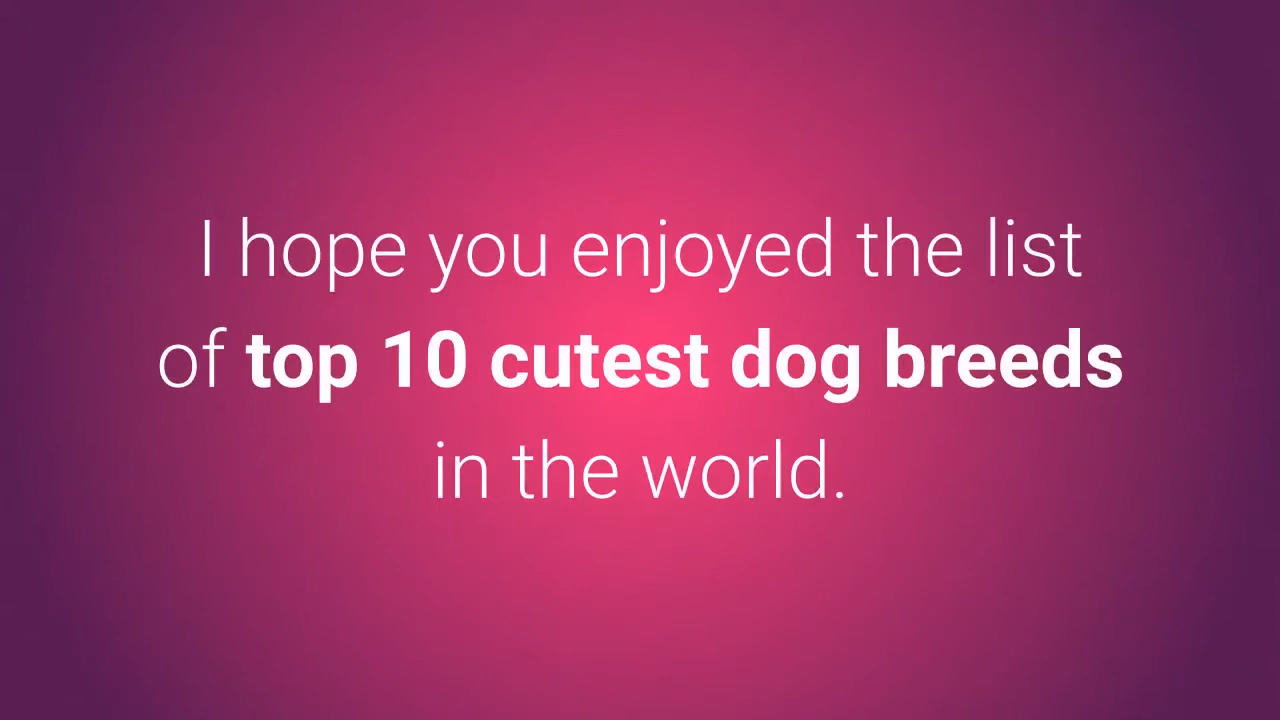 I hope you enjoyed the list
of top 10 cutest dog breeds
in the world.